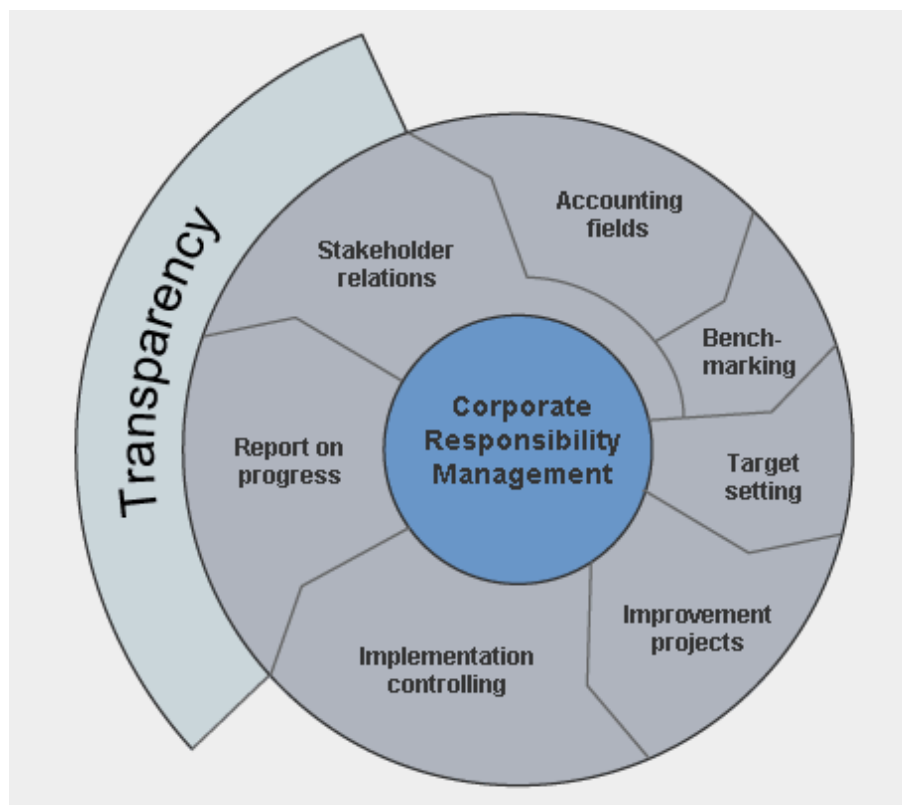 Transparency
Stakeholder
relations
Accounting
fields
Bench-
marking
Target
setting
Improvement
projects
Implementation
controlling
Report on
progress
Corporate
Responsibility
Management